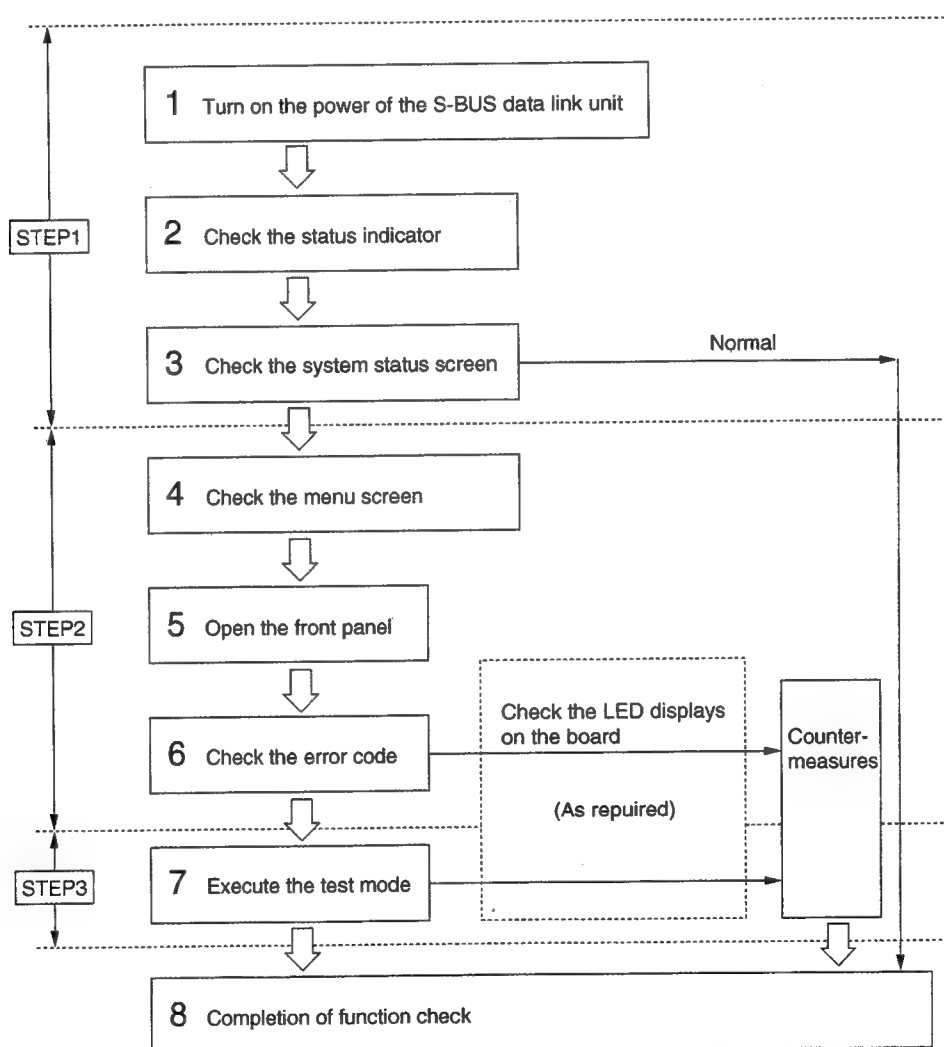 1 Turn on the power of the S-BUS data link unit
2 Check the status indicator
STEP1
3 Check the system status screen
Normal
4 Check the menu screen
5 Open the front panel
STEP2
6 Check the error code
Check the LED displays
on the board
(As repuired)
Counter-
measures
7 Execute the test mode
STEP3
8 Completion of function check